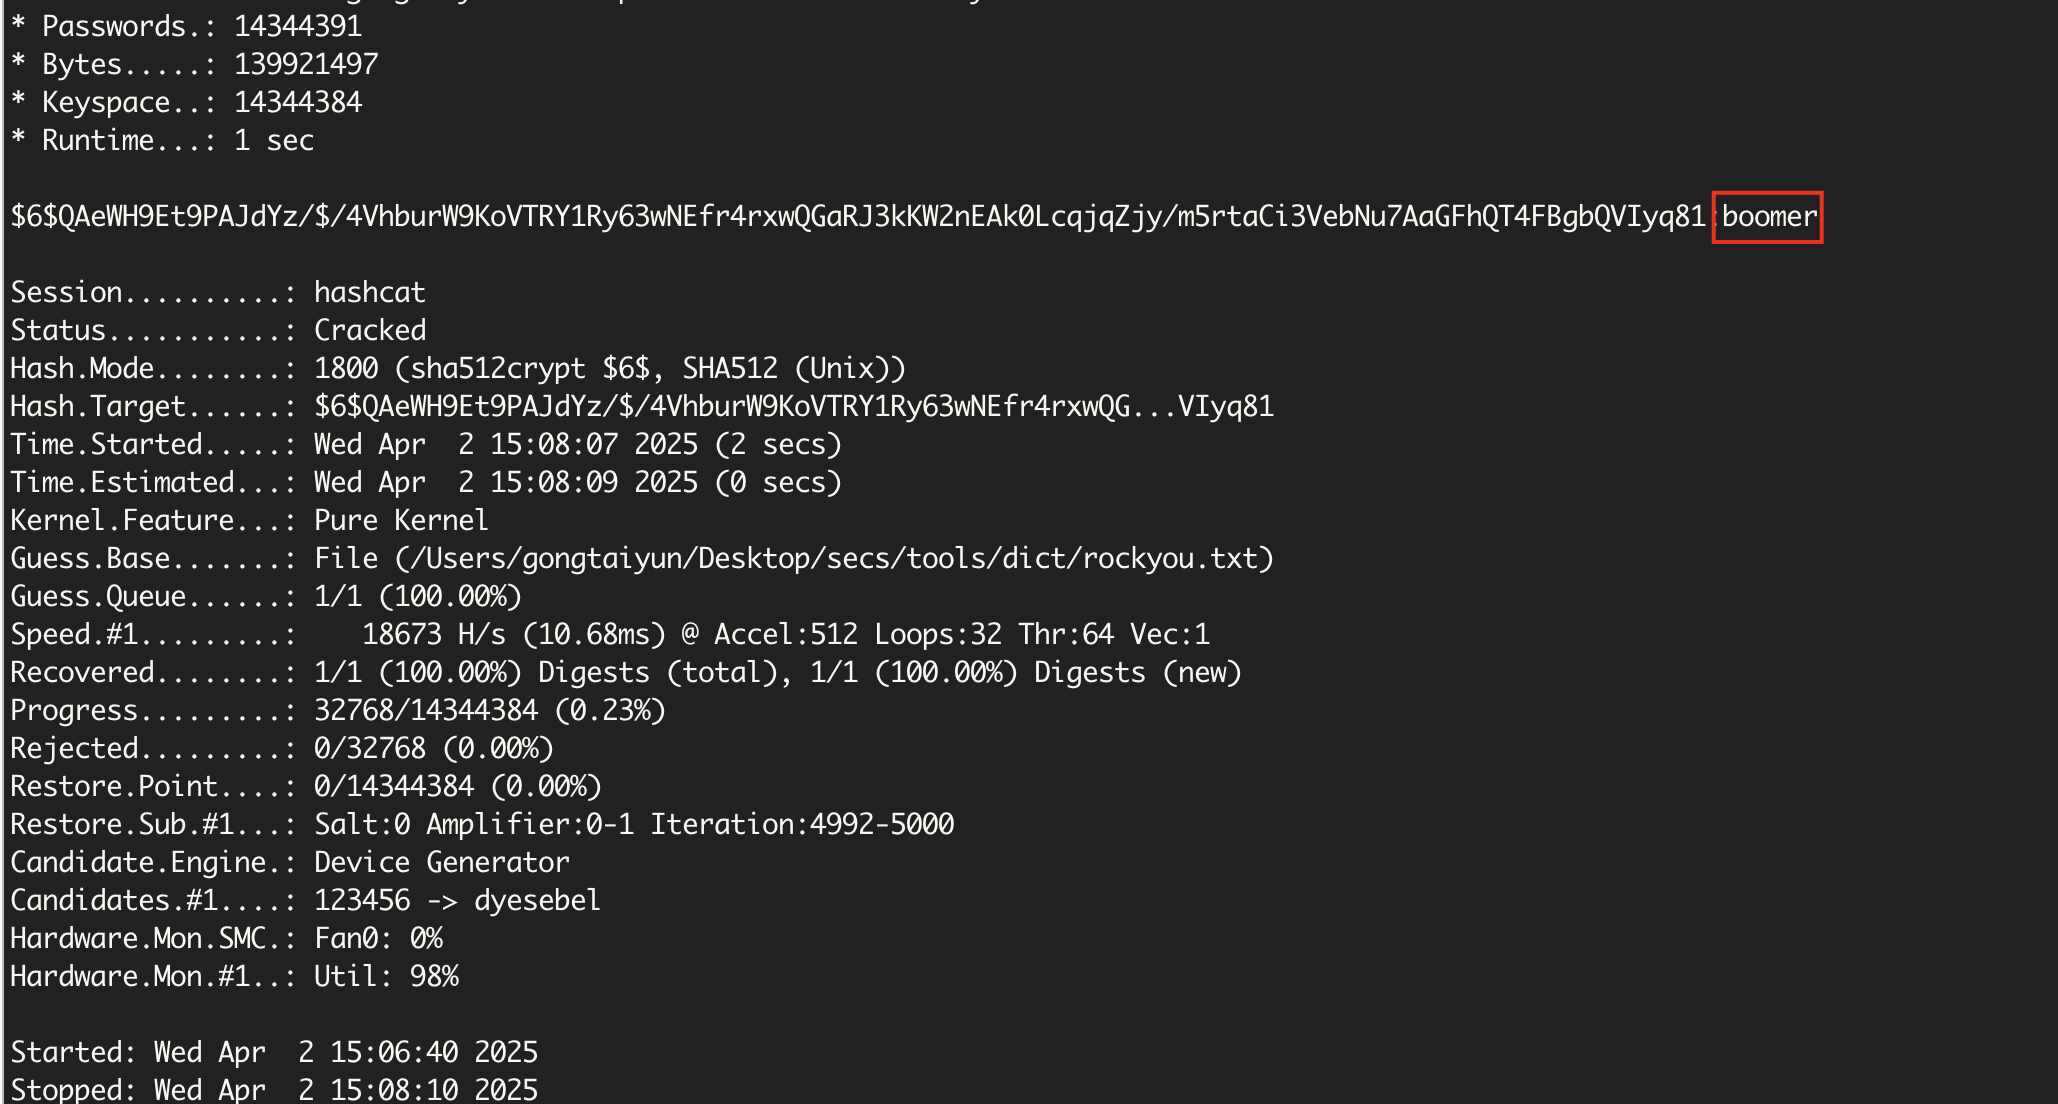 * Passwords.: 14344391
* Bytes.....: 139921497
* Keyspace..: 14344384
* Runtime...: 1 sec
$6$QAeWH9Et9PAJdYz/$/4VhburW9KoVTRY1Ry63wNEfr4rxwQGaRJ3kKW2nEAk0LcqjqZjy/m5rtaCi3VebNu7AaGFhQT4FBgbQVIyq81:boomer
Session..........: hashcat
Status...........: Cracked
Hash.Mode........: 1800 (sha512crypt $6$, SHA512 (Unix))
Hash.Target......: $6$QAeWH9Et9PAJdYz/$/4VhburW9KoVTRY1Ry63wNEfr4rxwQG...VIyq81
Time.Started.....: Wed Apr  2 15:08:07 2025 (2 secs)
Time.Estimated...: Wed Apr  2 15:08:09 2025 (0 secs)
Kernel.Feature...: Pure Kernel
Guess.Base.......: File (/Users/gongtaiyun/Desktop/secs/tools/dict/rockyou.txt)
Guess.Queue......: 1/1 (100.00%)
Speed.#1.........:    18673 H/s (10.68ms) @ Accel:512 Loops:32 Thr:64 Vec:1
Recovered........: 1/1 (100.00%) Digests (total), 1/1 (100.00%) Digests (new)
Progress.........: 32768/14344384 (0.23%)
Rejected.........: 0/32768 (0.00%)
Restore.Point....: 0/14344384 (0.00%)
Restore.Sub.#1...: Salt:0 Amplifier:0-1 Iteration:4992-5000
Candidate.Engine.: Device Generator
Candidates.#1....: 123456 -> dyesebel
Hardware.Mon.SMC.: Fan0: 0%
Hardware.Mon.#1..: Util: 98%
Started: Wed Apr  2 15:06:40 2025
Stopped: Wed Apr  2 15:08:10 2025